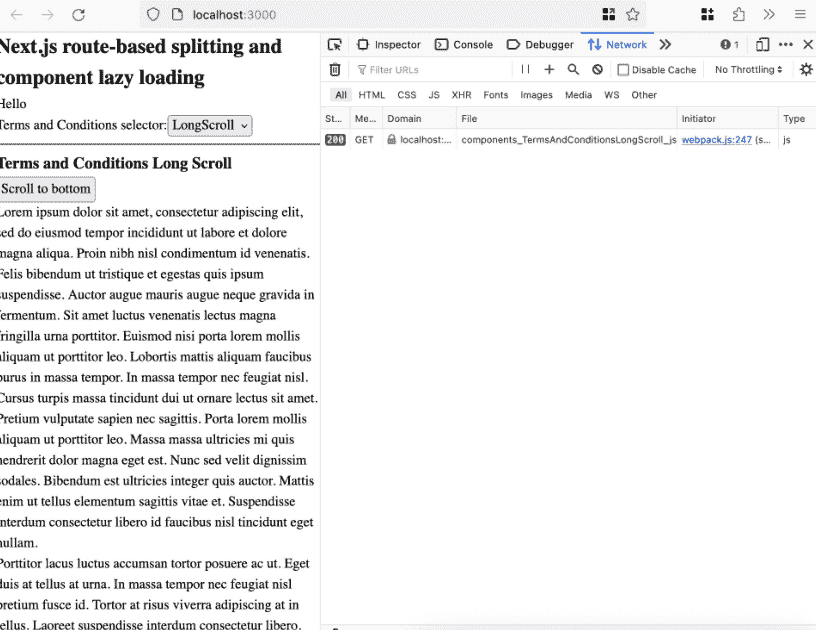 localhost:3000
Next.js route-based splitting and
component lazy loading
Hello
Terms and Conditions selector: LongScroll
Terms and Conditions Long Scroll
Scroll to bottom
Lorem ipsum dolor sit amet, consectetur adipiscing elit,
sed do eiusmod tempor incididunt ut labore et dolore
magna aliqua. Proin nibh nisl condimentum id venenatis.
Felis bibendum ut tristique et egestas quis ipsum
suspendisse. Auctor augue mauris augue neque gravida in
fermentum. Sit amet luctus venenatis lectus magna
fringilla urna porttitor. Euismod nisi porta lorem mollis
aliquam ut porttitor leo. Lobortis mattis aliquam faucibus
purus in massa tempor. In massa tempor nec feugiat nisl.
Cursus turpis massa tincidunt dui ut ornare lectus sit amet.
Pretium vulputate sapien nec sagittis. Porta lorem mollis
aliquam ut porttitor leo. Massa massa ultricies mi quis
hendrerit dolor magna eget est. Nunc sed velit dignissim
sodales. Bibendum est ultricies integer quis auctor. Mattis
enim ut tellus elementum sagittis vitae et. Suspendisse
interdum consectetur libero id faucibus nisl tincidunt eget
nullam.
Porttitor lacus luctus accumsan tortor posuere ac ut. Eget
duis at tellus at urna. In massa tempor nec feugiat nisl
pretium fusce id. Tortor at risus viverra adipiscing at in
tellus. Laoreet suspendisse interdum consectetur libero.
Inspector Console Debugger Network 1
Filter URLs Disable Cache No Throttling
All HTML CSS JS XHR Fonts Images Media WS Other
St... Me... Domain File Initiator Type
200 GET localhost:... components_TermsAndConditionsLongScroll_js webpack.js:247 (s... js